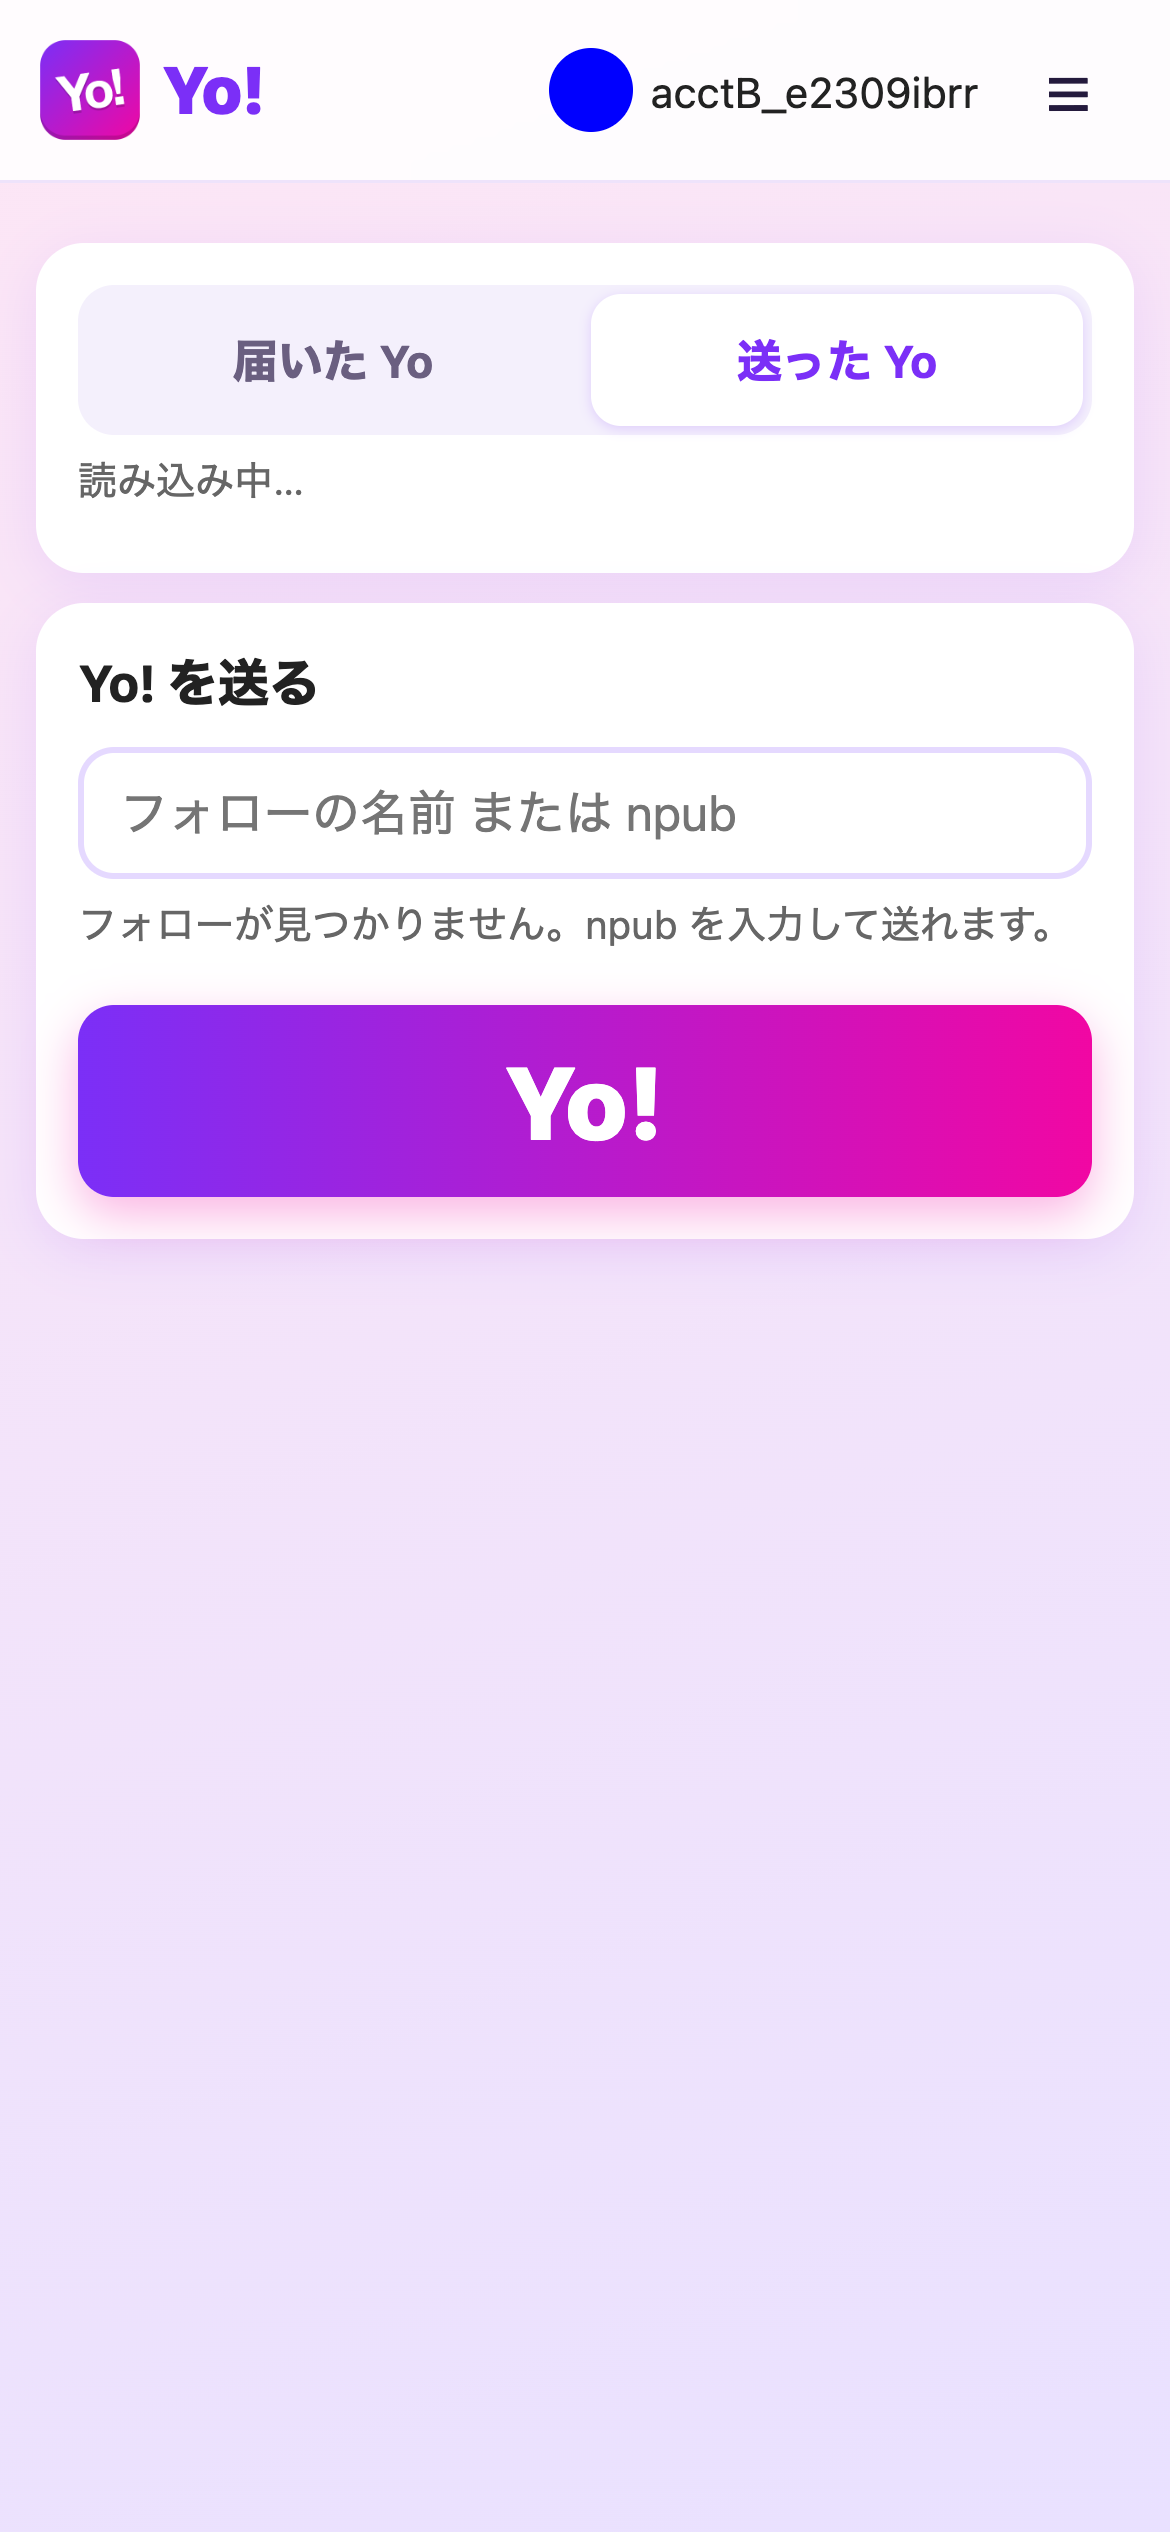 Yo! Yo! acctB_e2309ibrr
届いた Yo 送った Yo
読み込み中...
Yo! を送る
フォローの名前 または npub
フォローが見つかりません。npub を入力して送れます。
Yo!